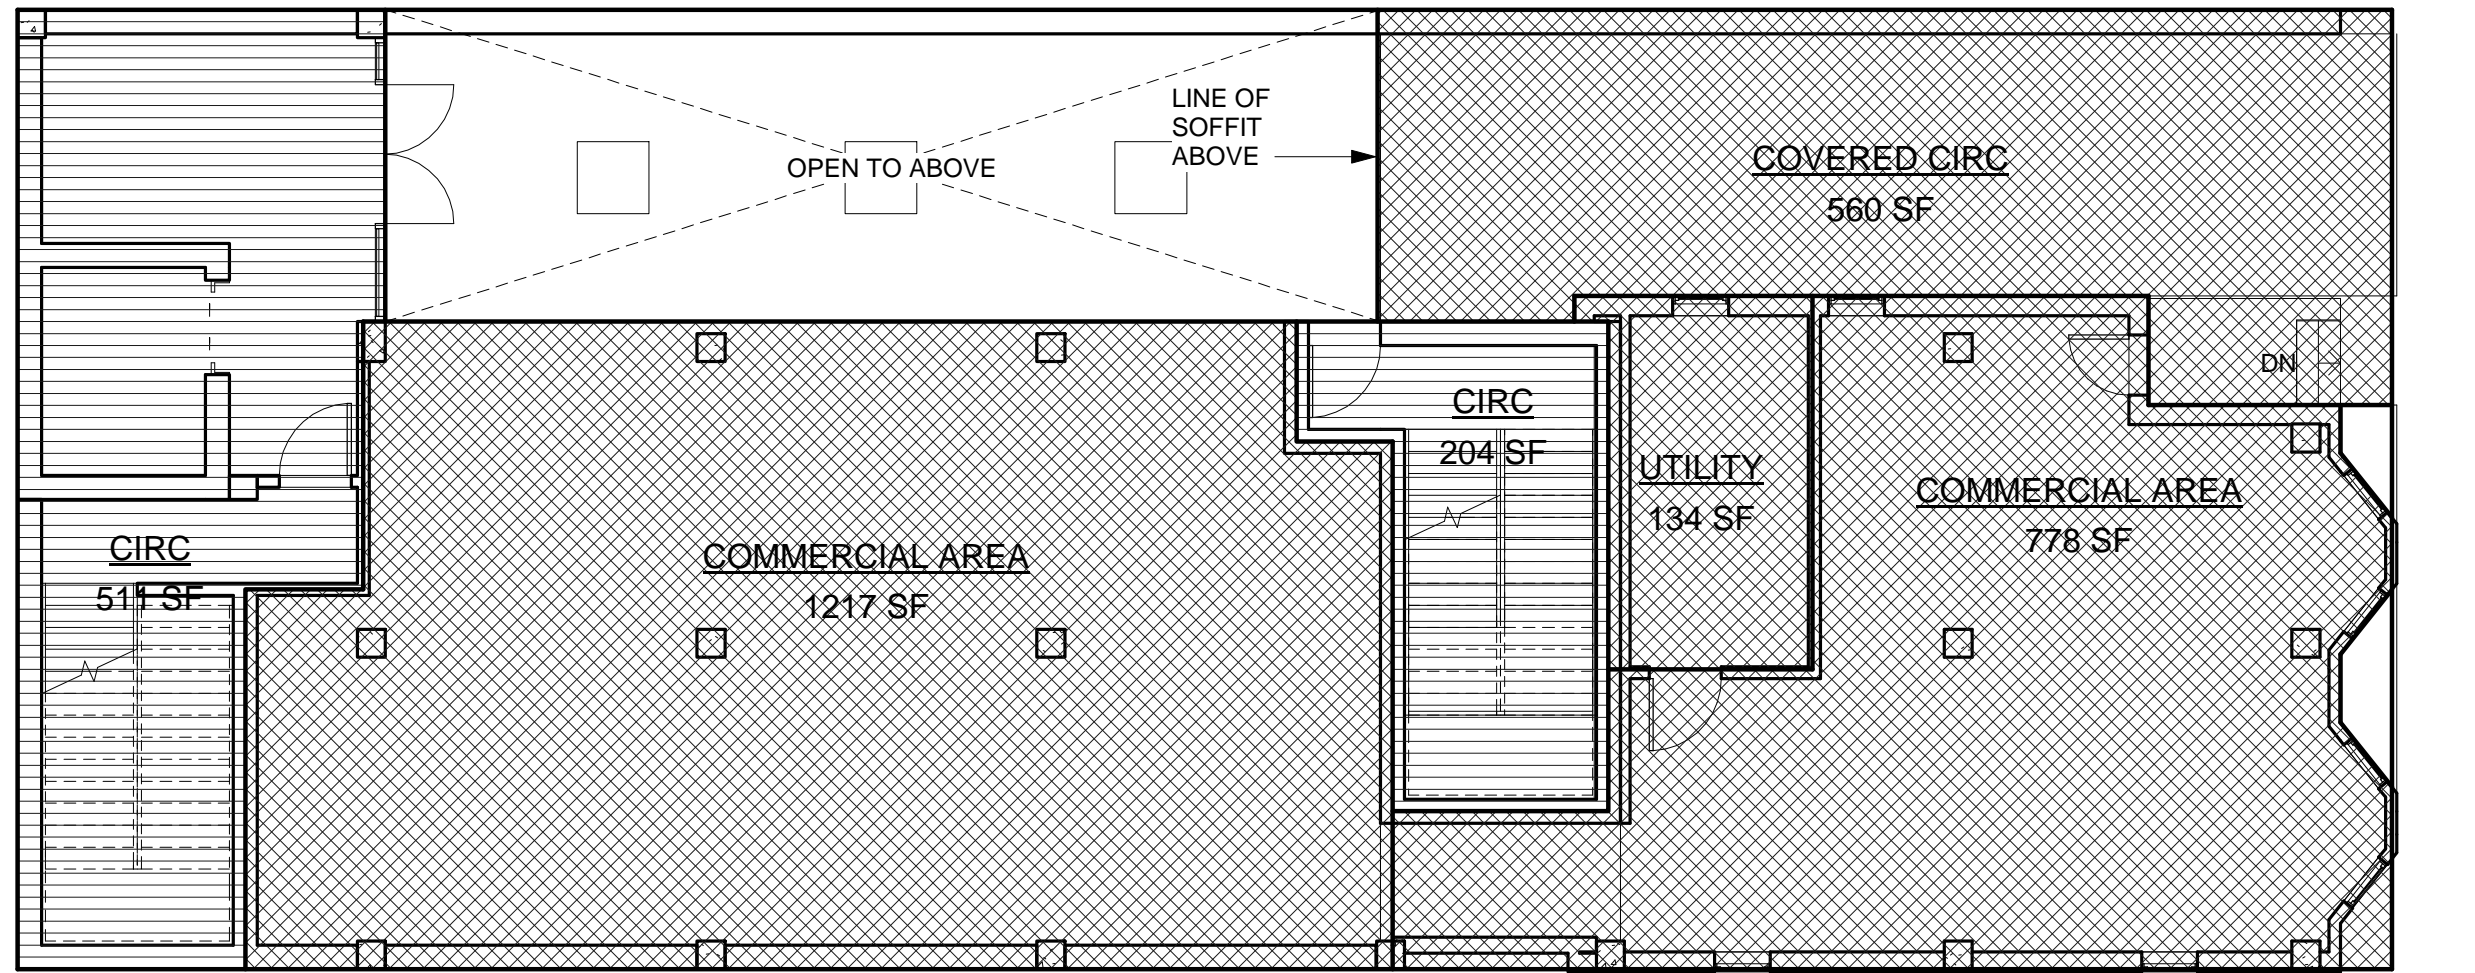 LINE OF
SOFFIT
ABOVE
OPEN TO ABOVE
COVERED CIRC
560 SF
DN
CIRC
204 SF
UTILITY
134 SF
COMMERCIAL AREA
778 SF
CIRC
511 SF
COMMERCIAL AREA
1217 SF